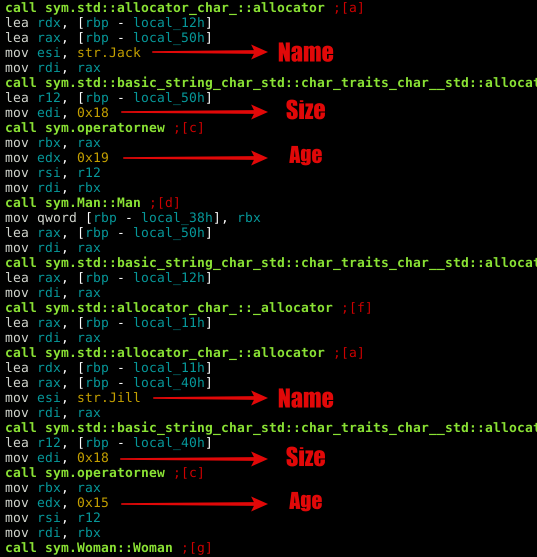 call sym.std::allocator_char_::allocator ;[a]
lea rdx, [rbp - local_12h]
lea rax, [rbp - local_50h]
mov esi, str.Jack Name
mov rdi, rax
call sym.std::basic_string_char_std::char_traits_char__std::allocat
lea r12, [rbp - local_50h]
mov edi, 0x18 Size
call sym.operatornew ;[c]
mov rbx, rax
mov edx, 0x19 Age
mov rsi, r12
mov rdi, rbx
call sym.Man::Man ;[d]
mov qword [rbp - local_38h], rbx
lea rax, [rbp - local_50h]
mov rdi, rax
call sym.std::basic_string_char_std::char_traits_char__std::allocat
lea rax, [rbp - local_12h]
mov rdi, rax
call sym.std::allocator_char_::_allocator ;[f]
lea rax, [rbp - local_11h]
mov rdi, rax
call sym.std::allocator_char_::allocator ;[a]
lea rdx, [rbp - local_11h]
lea rax, [rbp - local_40h]
mov esi, str.Jill Name
mov rdi, rax
call sym.std::basic_string_char_std::char_traits_char__std::allocat
lea r12, [rbp - local_40h]
mov edi, 0x18 Size
call sym.operatornew ;[c]
mov rbx, rax
mov edx, 0x15 Age
mov rsi, r12
mov rdi, rbx
call sym.Woman::Woman ;[g]